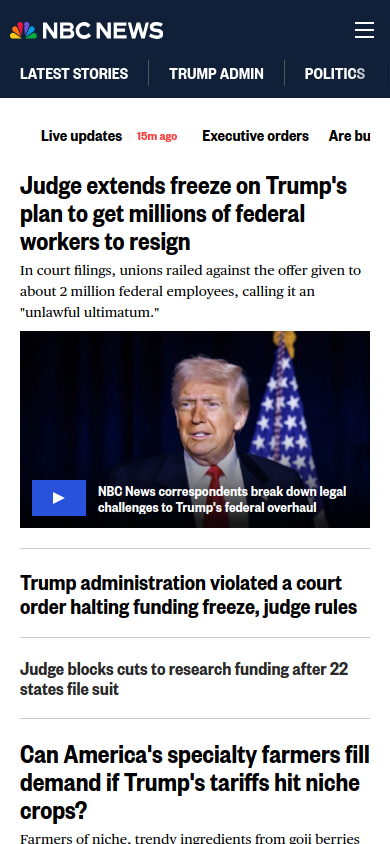 NBC NEWS
LATEST STORIES TRUMP ADMIN POLITICS
Live updates 15m ago Executive orders Are bu
Judge extends freeze on Trump's
plan to get millions of federal
workers to resign
In court filings, unions railed against the offer given to
about 2 million federal employees, calling it an
"unlawful ultimatum."
NBC News correspondents break down legal
challenges to Trump's federal overhaul
Trump administration violated a court
order halting funding freeze, judge rules
Judge blocks cuts to research funding after 22
states file suit
Can America's specialty farmers fill
demand if Trump's tariffs hit niche
crops?
Farmers of niche, trendy ingredients from goji berries